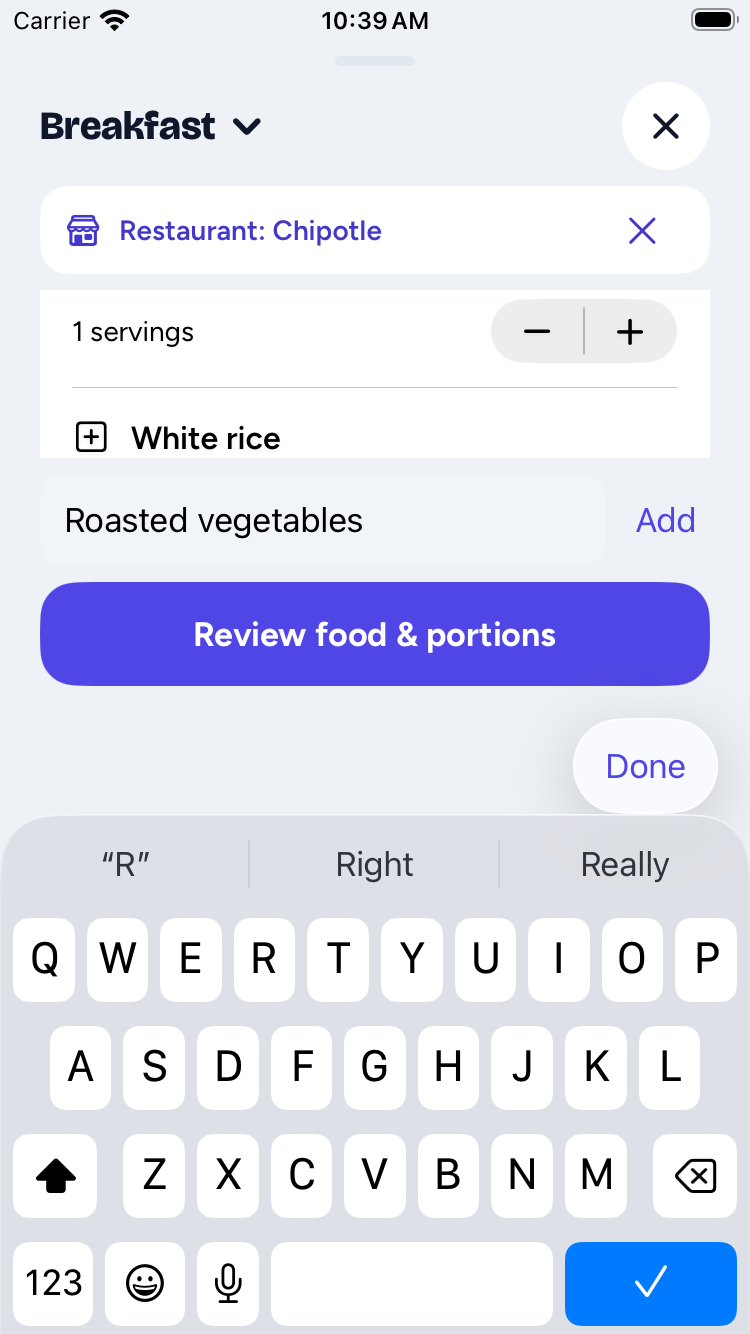 Carrier 10:39 AM
Breakfast
Restaurant: Chipotle
1 servings
White rice
Roasted vegetables Add
Review food & portions
Done
“R” Right Really
Q W E R T Y U I O P
A S D F G H J K L
Z X C V B N M
123